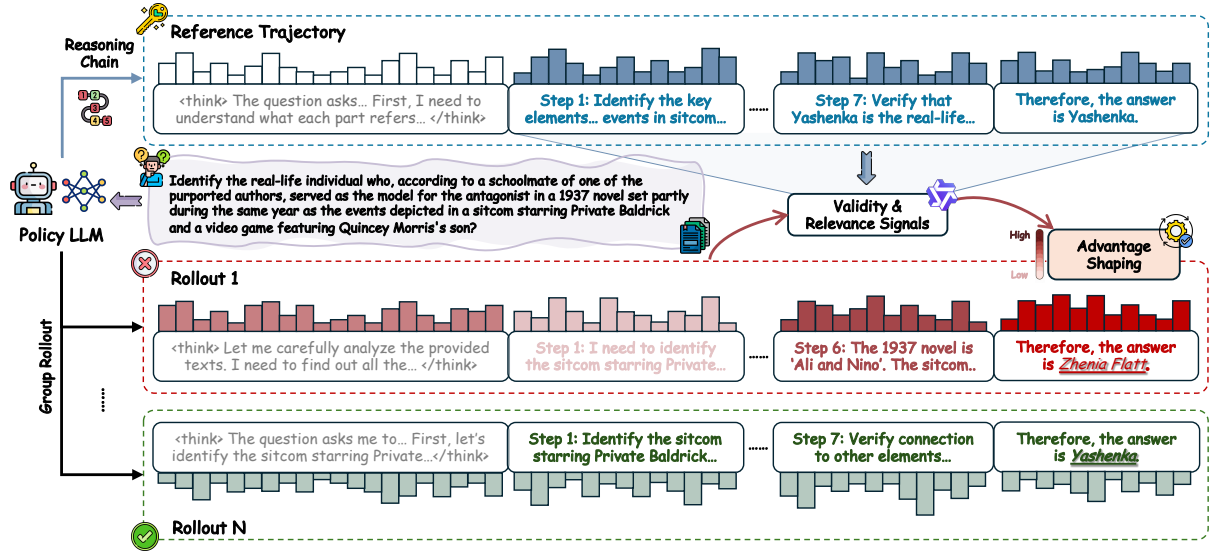 Reference Trajectory
Reasoning
Chain
<think> The question asks... First, I need to
understand what each part refers... </think>
Step 1: Identify the key
elements... events in sitcom...
......
Step 7: Verify that
Yashenka is the real-life...
Therefore, the answer
is Yashenka.
1
2
3
4
5
? ?
Identify the real-life individual who, according to a schoolmate of one of the
purported authors, served as the model for the antagonist in a 1937 novel set partly
during the same year as the events depicted in a sitcom starring Private Baldrick
and a video game featuring Quincey Morris's son?
Policy LLM
Validity &
Relevance Signals
High
Low
Advantage
Shaping
Rollout 1
<think> Let me carefully analyze the provided
texts. I need to find out all the... </think>
Step 1: I need to identify
the sitcom starring Private...
......
Step 6: The 1937 novel is
‘Ali and Nino’. The sitcom..
Therefore, the answer
is Zhenia Flatt.
Group Rollout
......
<think> The question asks me to... First, let’s
identify the sitcom starring Private...</think>
Step 1: Identify the sitcom
starring Private Baldrick...
......
Step 7: Verify connection
to other elements...
Therefore, the answer
is Yashenka.
Rollout N